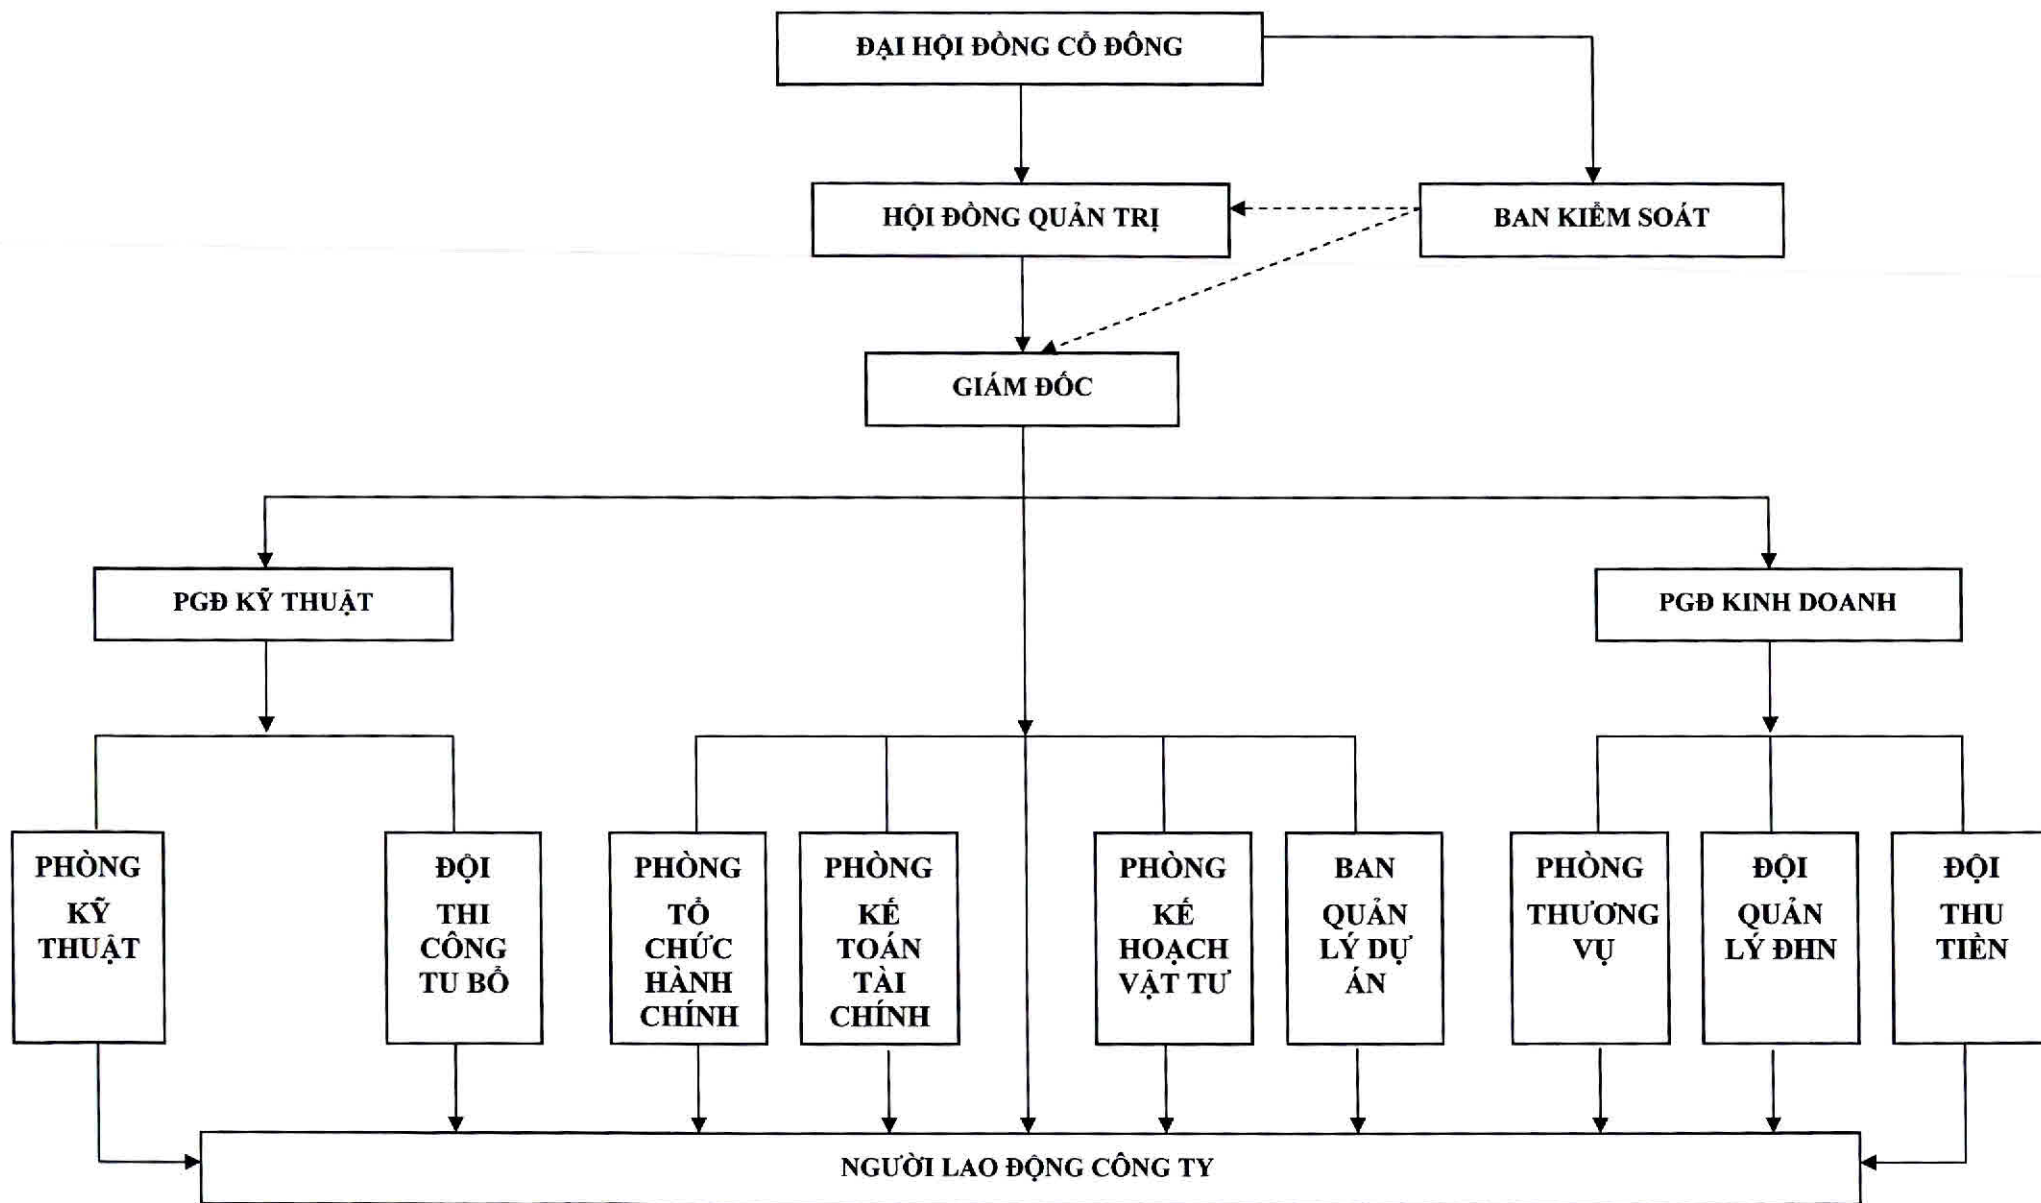 ĐẠI HỘI ĐỒNG CỔ ĐÔNG
HỘI ĐỒNG QUẢN TRỊ
BAN KIỂM SOÁT
GIÁM ĐỐC
PGĐ KỸ THUẬT
PGĐ KINH DOANH
PHÒNG
KỸ
THUẬT
ĐỘI
THI
CÔNG
TU BỔ
PHÒNG
TỔ
CHỨC
HÀNH
CHÍNH
PHÒNG
KẾ
TOÁN
TÀI
CHÍNH
PHÒNG
KẾ
HOẠCH
VẬT TƯ
BAN
QUẢN
LÝ DỰ
ÁN
PHÒNG
THƯƠNG
VỤ
ĐỘI
QUẢN
LÝ ĐHN
ĐỘI
THU
TIỀN
NGƯỜI LAO ĐỘNG CÔNG TY